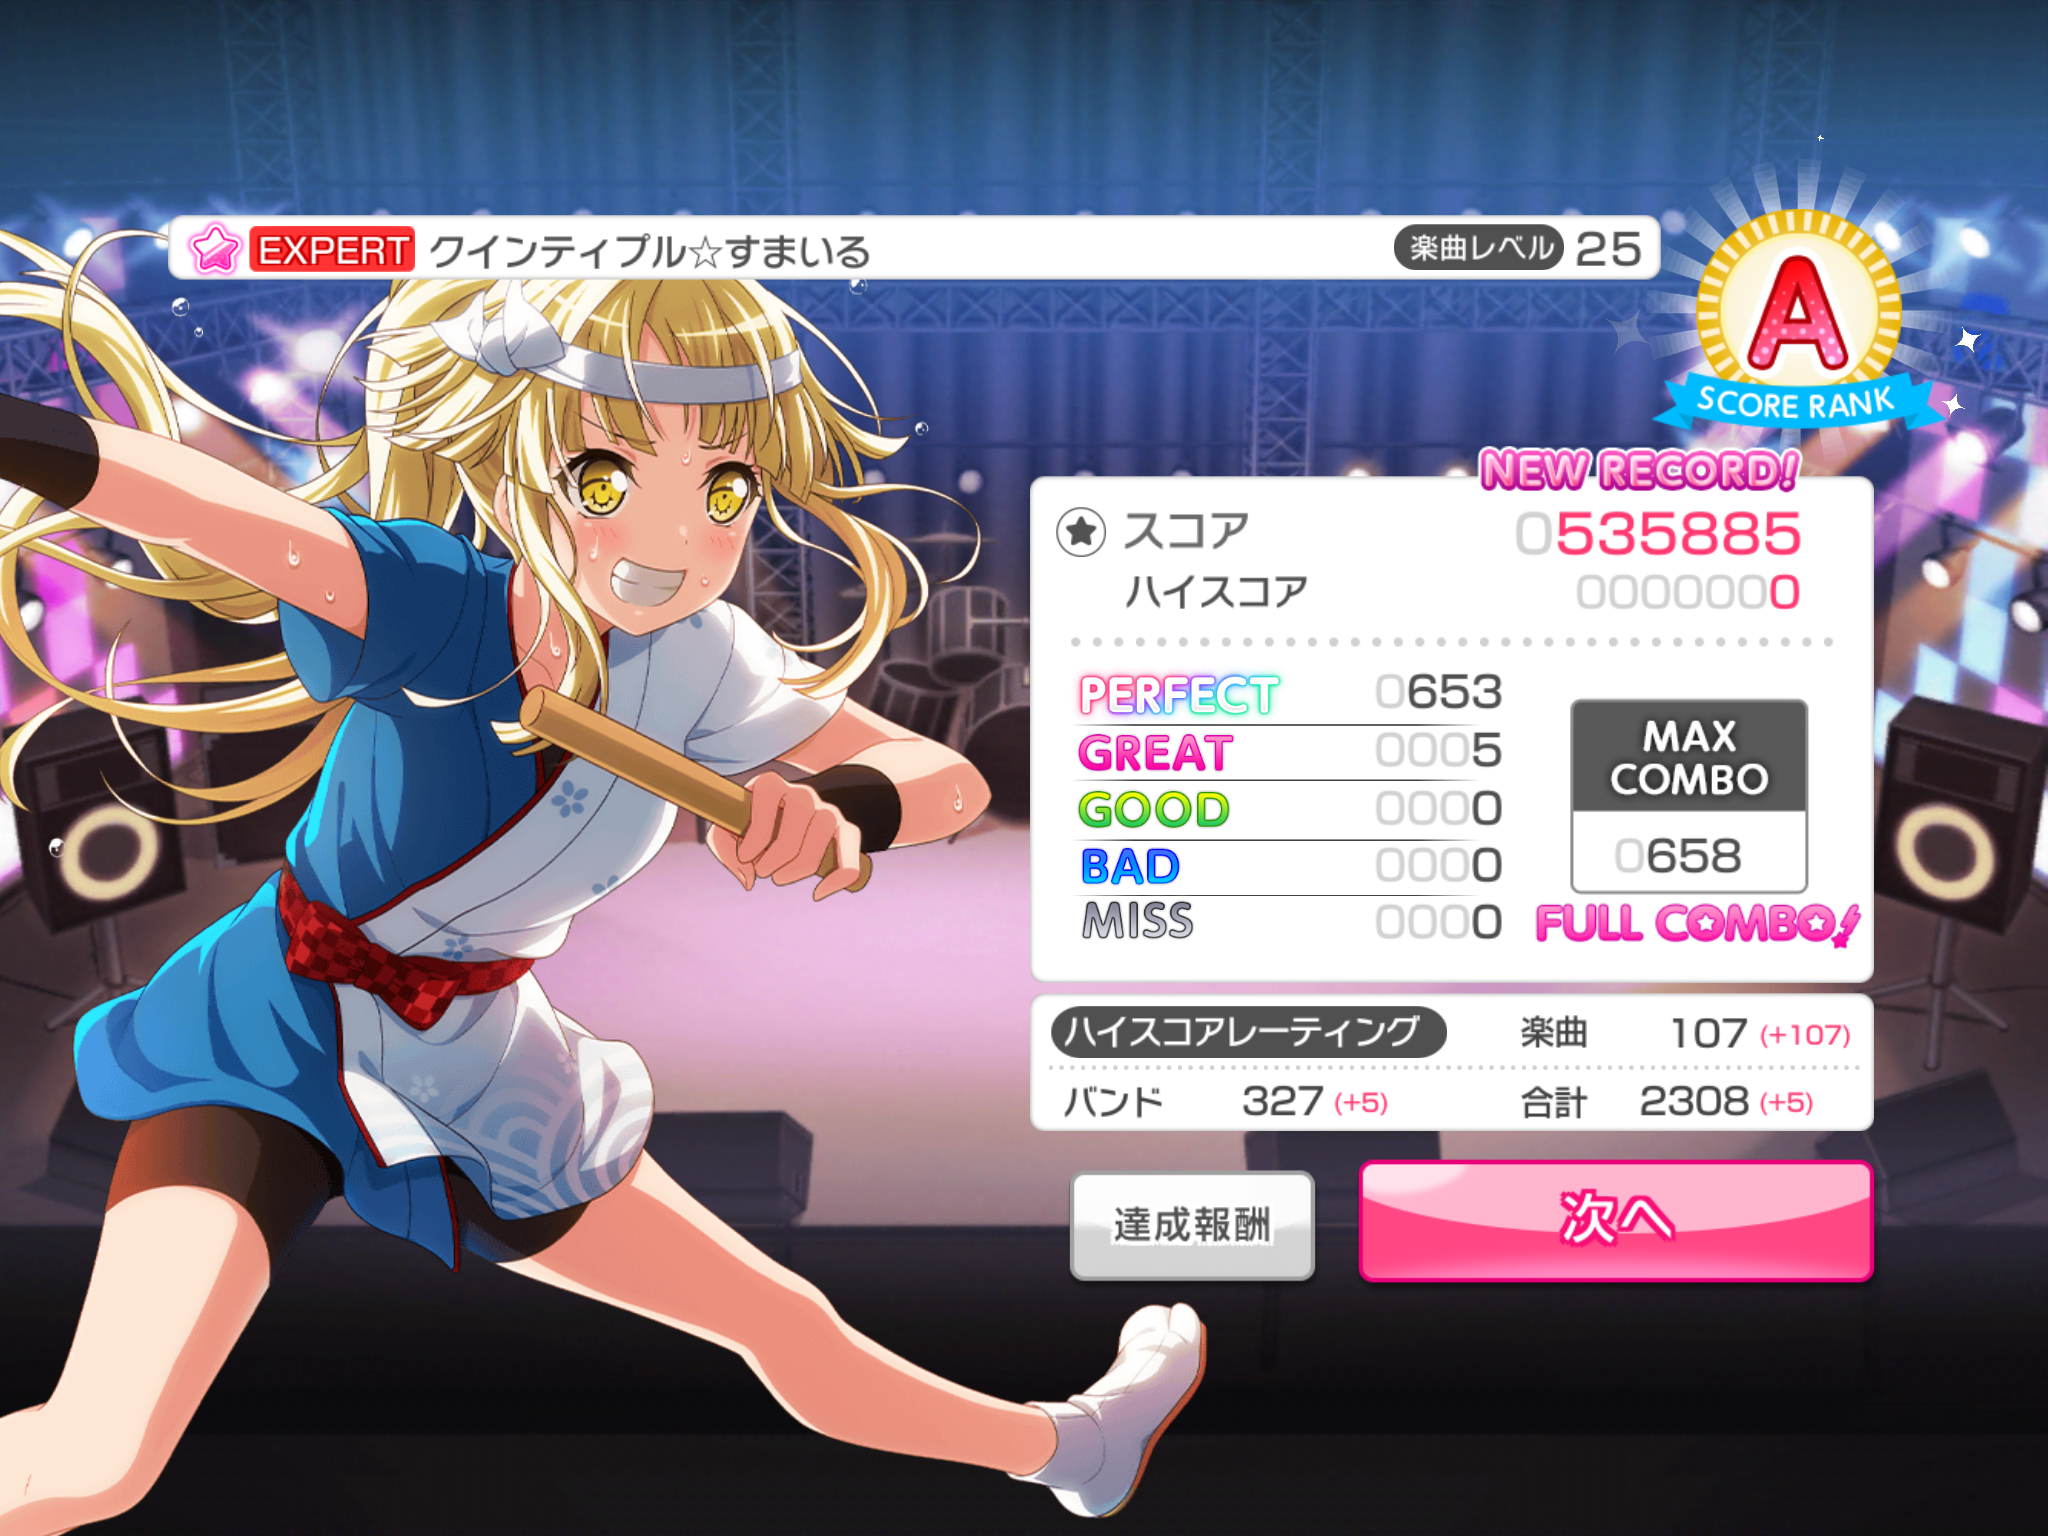 EXPERT クインティプル☆すまいる 楽曲レベル 25
A
SCORE RANK
NEW RECORD!
スコア 0535885
ハイスコア 0000000
PERFECT 0653
GREAT 0005
GOOD 0000
BAD 0000
MISS 0000
MAX
COMBO
0658
FULL COMBO!
ハイスコアレーティング 楽曲 107 (+107)
バンド 327 (+5) 合計 2308 (+5)
達成報酬 次へ